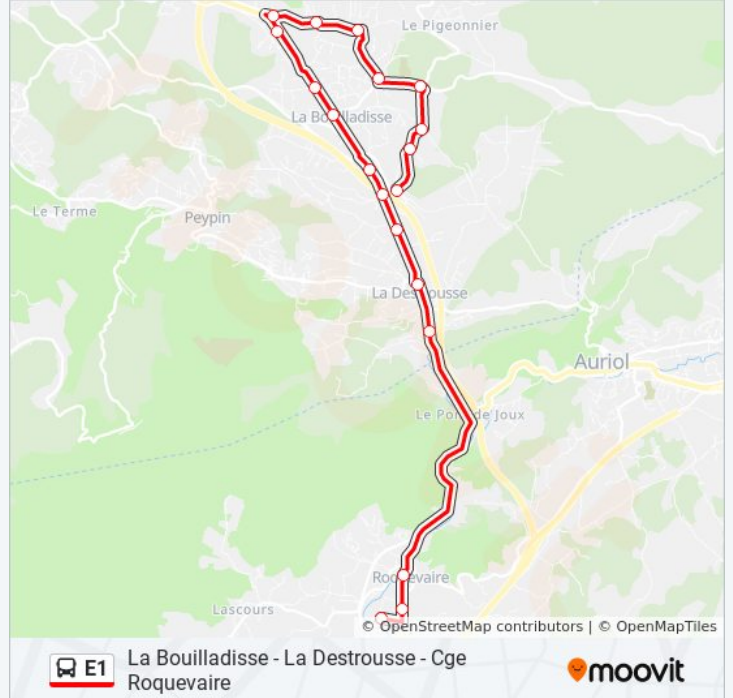 Le Pigeonnier
La Bouilladisse
Le Terme
Peypin
La Destrousse
Auriol
Le Pont de Joux
Roquevaire
Lascours
© OpenStreetMap contributors | © OpenMapTiles
E1
La Bouilladisse - La Destrousse - Cge
Roquevaire
moovit